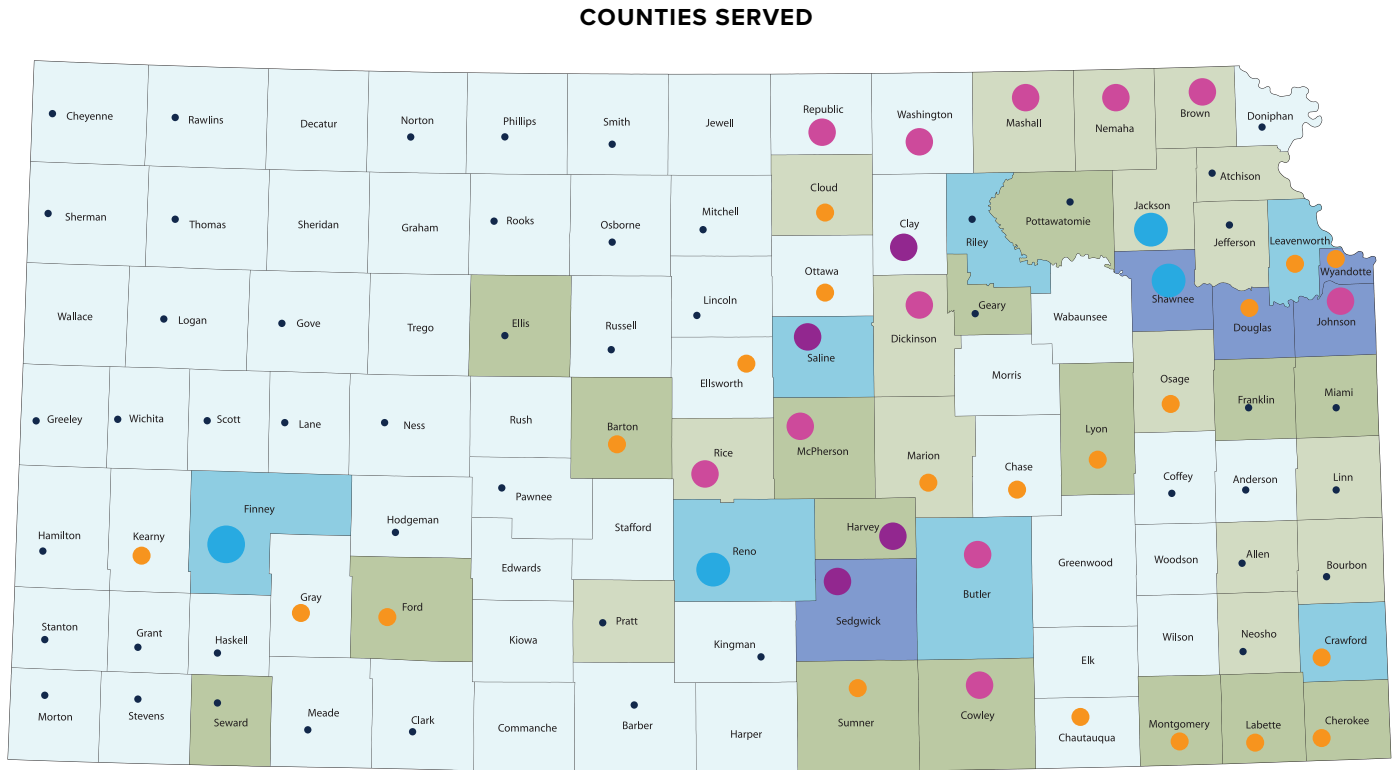 COUNTIES SERVED
Cheyenne
Rawlins
Decatur
Norton
Phillips
Smith
Jewell
Republic
Washington
Mashall
Nemaha
Brown
Doniphan
Sherman
Thomas
Sheridan
Graham
Rooks
Osborne
Mitchell
Cloud
Clay
Riley
Pottawatomie
Jackson
Atchison
Jefferson
Leavenworth
Wyandotte
Wallace
Logan
Gove
Trego
Ellis
Russell
Lincoln
Ottawa
Saline
Dickinson
Geary
Wabaunsee
Shawnee
Douglas
Johnson
Ellsworth
Morris
Osage
Franklin
Miami
Greeley
Wichita
Scott
Lane
Ness
Rush
Barton
Rice
McPherson
Marion
Chase
Lyon
Coffey
Anderson
Linn
Hamilton
Kearny
Finney
Hodgeman
Pawnee
Stafford
Reno
Harvey
Butler
Greenwood
Woodson
Allen
Bourbon
Gray
Ford
Edwards
Pratt
Kingman
Sedgwick
Stanton
Grant
Haskell
Kiowa
Elk
Wilson
Neosho
Crawford
Morton
Stevens
Seward
Meade
Clark
Commanche
Barber
Harper
Sumner
Cowley
Chautauqua
Montgomery
Labette
Cherokee